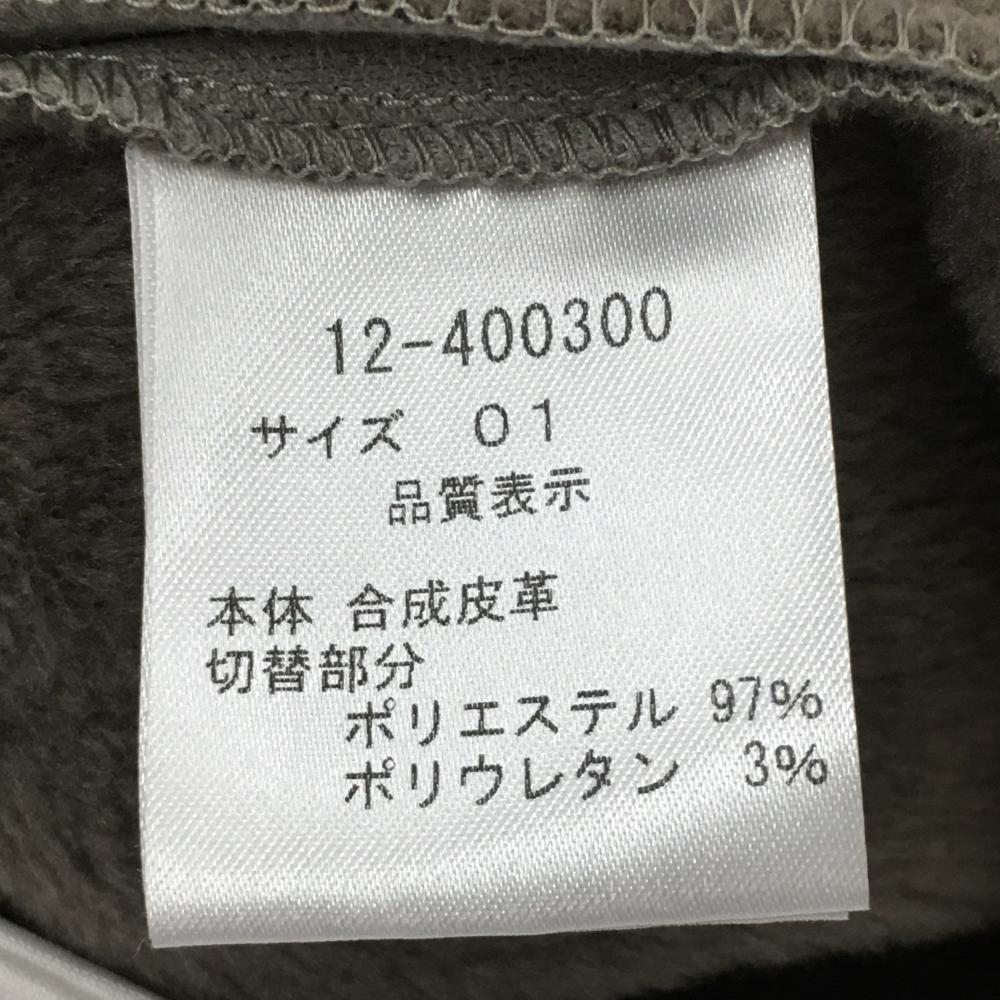 12-400300
サイズ 01
品質表示
本体 合成皮革
切替部分
ポリエステル 97%
ポリウレタン 3%